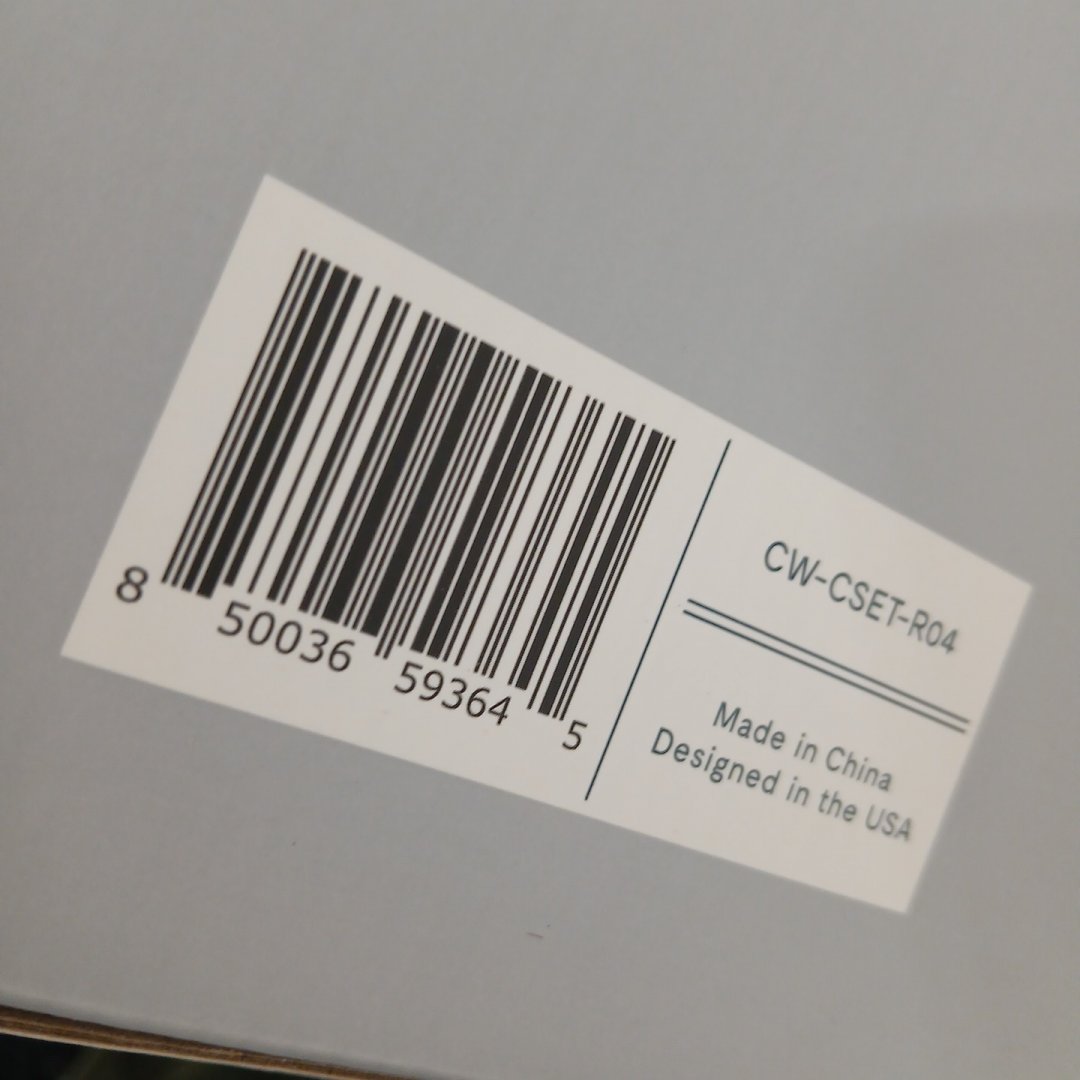 8 50036 59364 5
CW-CSET-R04
Made in China
Designed in the USA